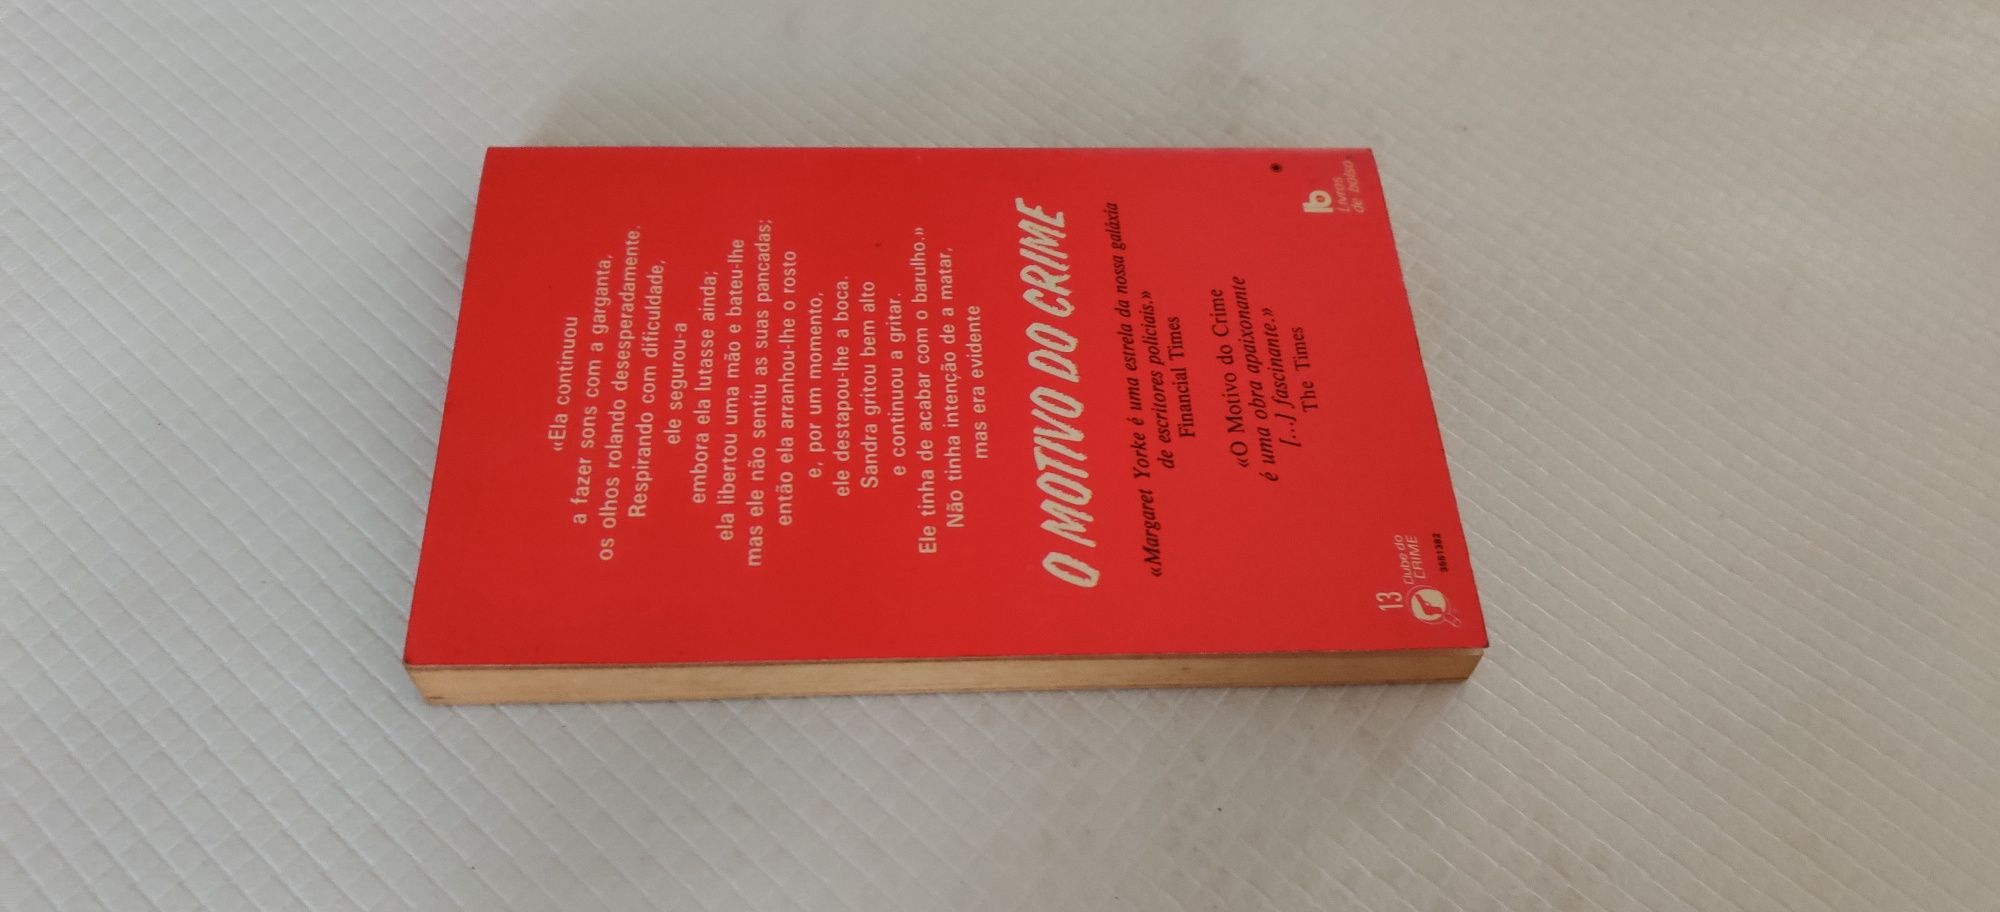 «Ela continuou
a fazer sons com a garganta,
os olhos rolando desesperadamente.
Respirando com dificuldade,
ele segurou-a
embora ela lutasse ainda;
ela libertou uma mão e bateu-lhe
mas ele não sentiu as suas pancadas;
então ela arranhou-lhe o rosto
e, por um momento,
ele destapou-lhe a boca.
Sandra gritou bem alto
e continuou a gritar.
Ele tinha de acabar com o barulho.»
Não tinha intenção de a matar,
mas era evidente
O MOTIVO DO CRIME
«Margaret Yorke é uma estrela da nossa galáxia
de escritores policiais.»
Financial Times
«O Motivo do Crime
é uma obra apaixonante
[...] fascinante.»
The Times
13
Clube do
CRIME
3661382
Livros
de bolso